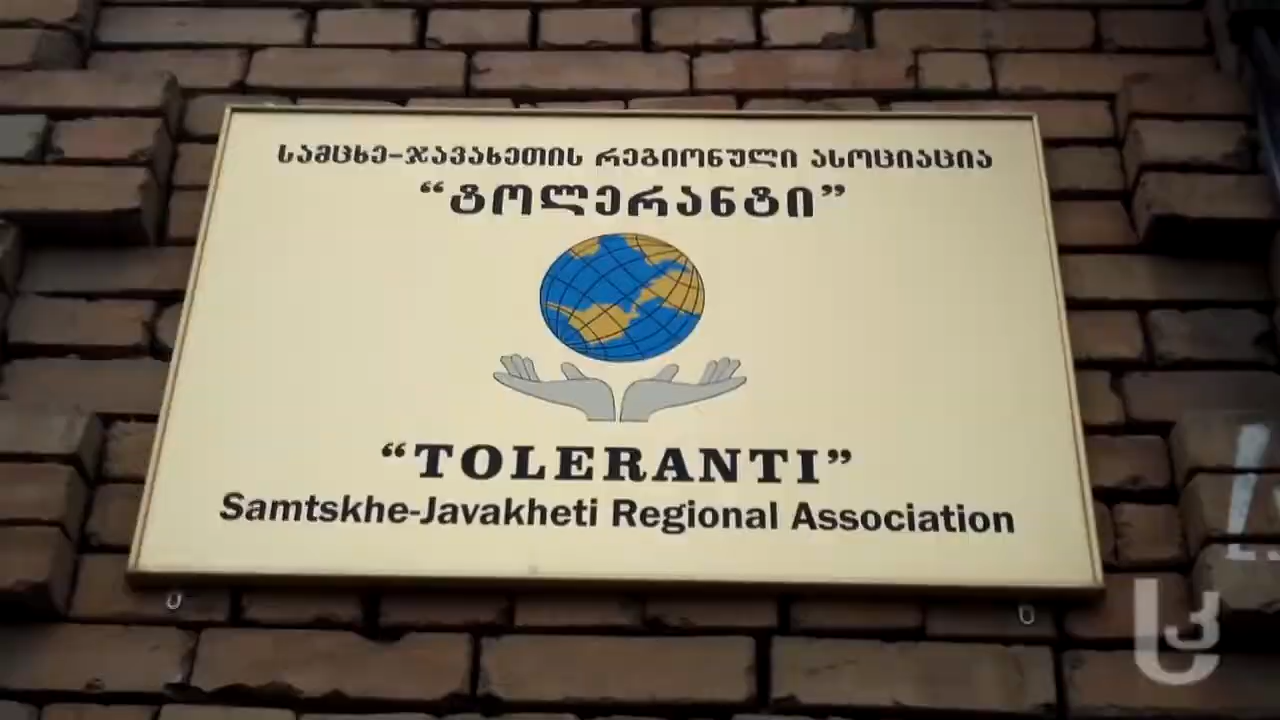 სამცხე-ჯავახეთის რეგიონული ასოციაცია
“ტოლერანტი”
“TOLERANTI”
Samtskhe-Javakheti Regional Association